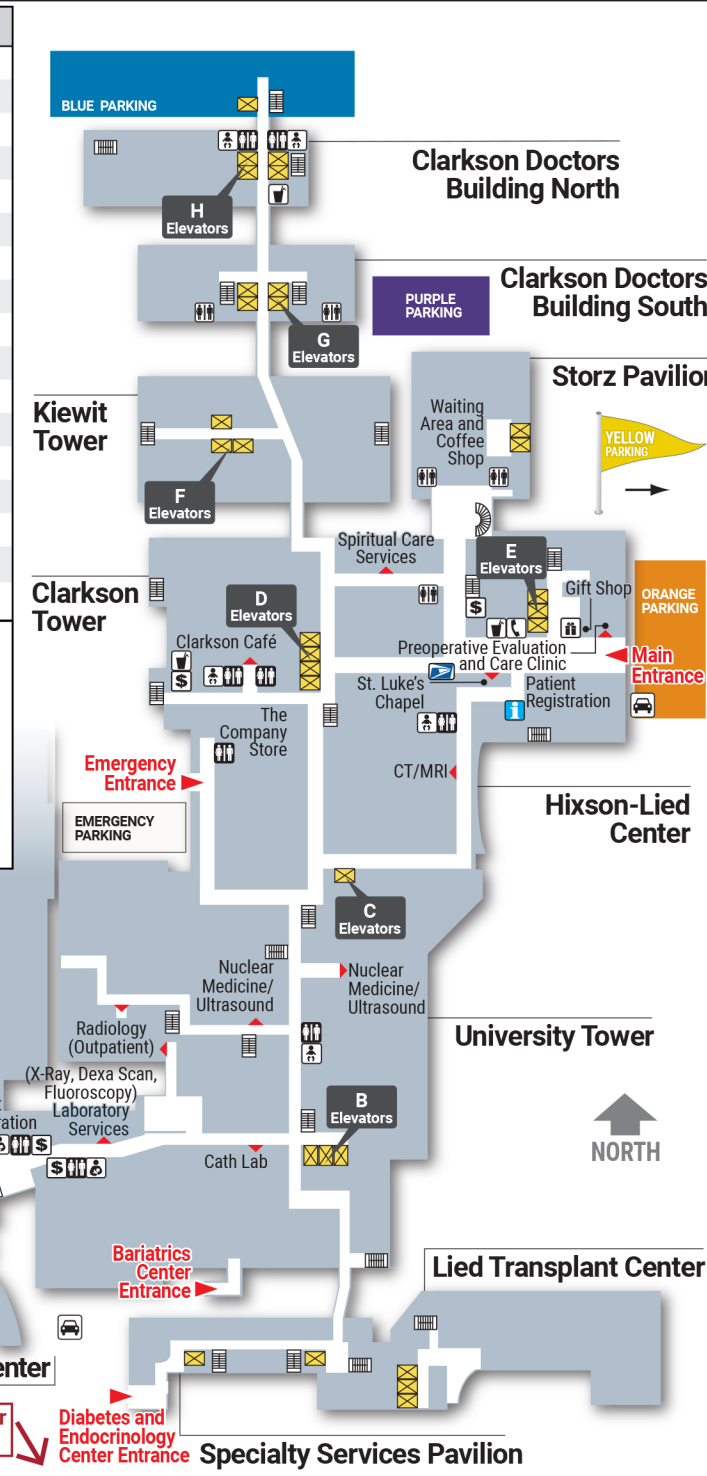 BLUE PARKING
Clarkson Doctors
Building North
H
Elevators
Clarkson Doctors
Building South
PURPLE
PARKING
G
Elevators
Storz Pavilion
Kiewit
Tower
Waiting
Area and
Coffee
Shop
YELLOW
PARKING
F
Elevators
Spiritual Care
Services
E
Elevators
Clarkson
Tower
D
Elevators
Gift Shop
ORANGE
PARKING
$
Clarkson Café
Preoperative Evaluation
and Care Clinic
Main
Entrance
$
St. Luke's
Chapel
Patient
Registration
i
The
Company
Store
Emergency
Entrance
CT/MRI
EMERGENCY
PARKING
Hixson-Lied
Center
C
Elevators
Nuclear
Medicine/
Ultrasound
Nuclear
Medicine/
Ultrasound
Radiology
(Outpatient)
University Tower
(X-Ray, Dexa Scan,
Fluoroscopy)
Laboratory
Services
B
Elevators
ration
$
$
Cath Lab
NORTH
Bariatrics
Center
Entrance
Lied Transplant Center
enter
Diabetes and
Endocrinology
Center Entrance
Specialty Services Pavilion